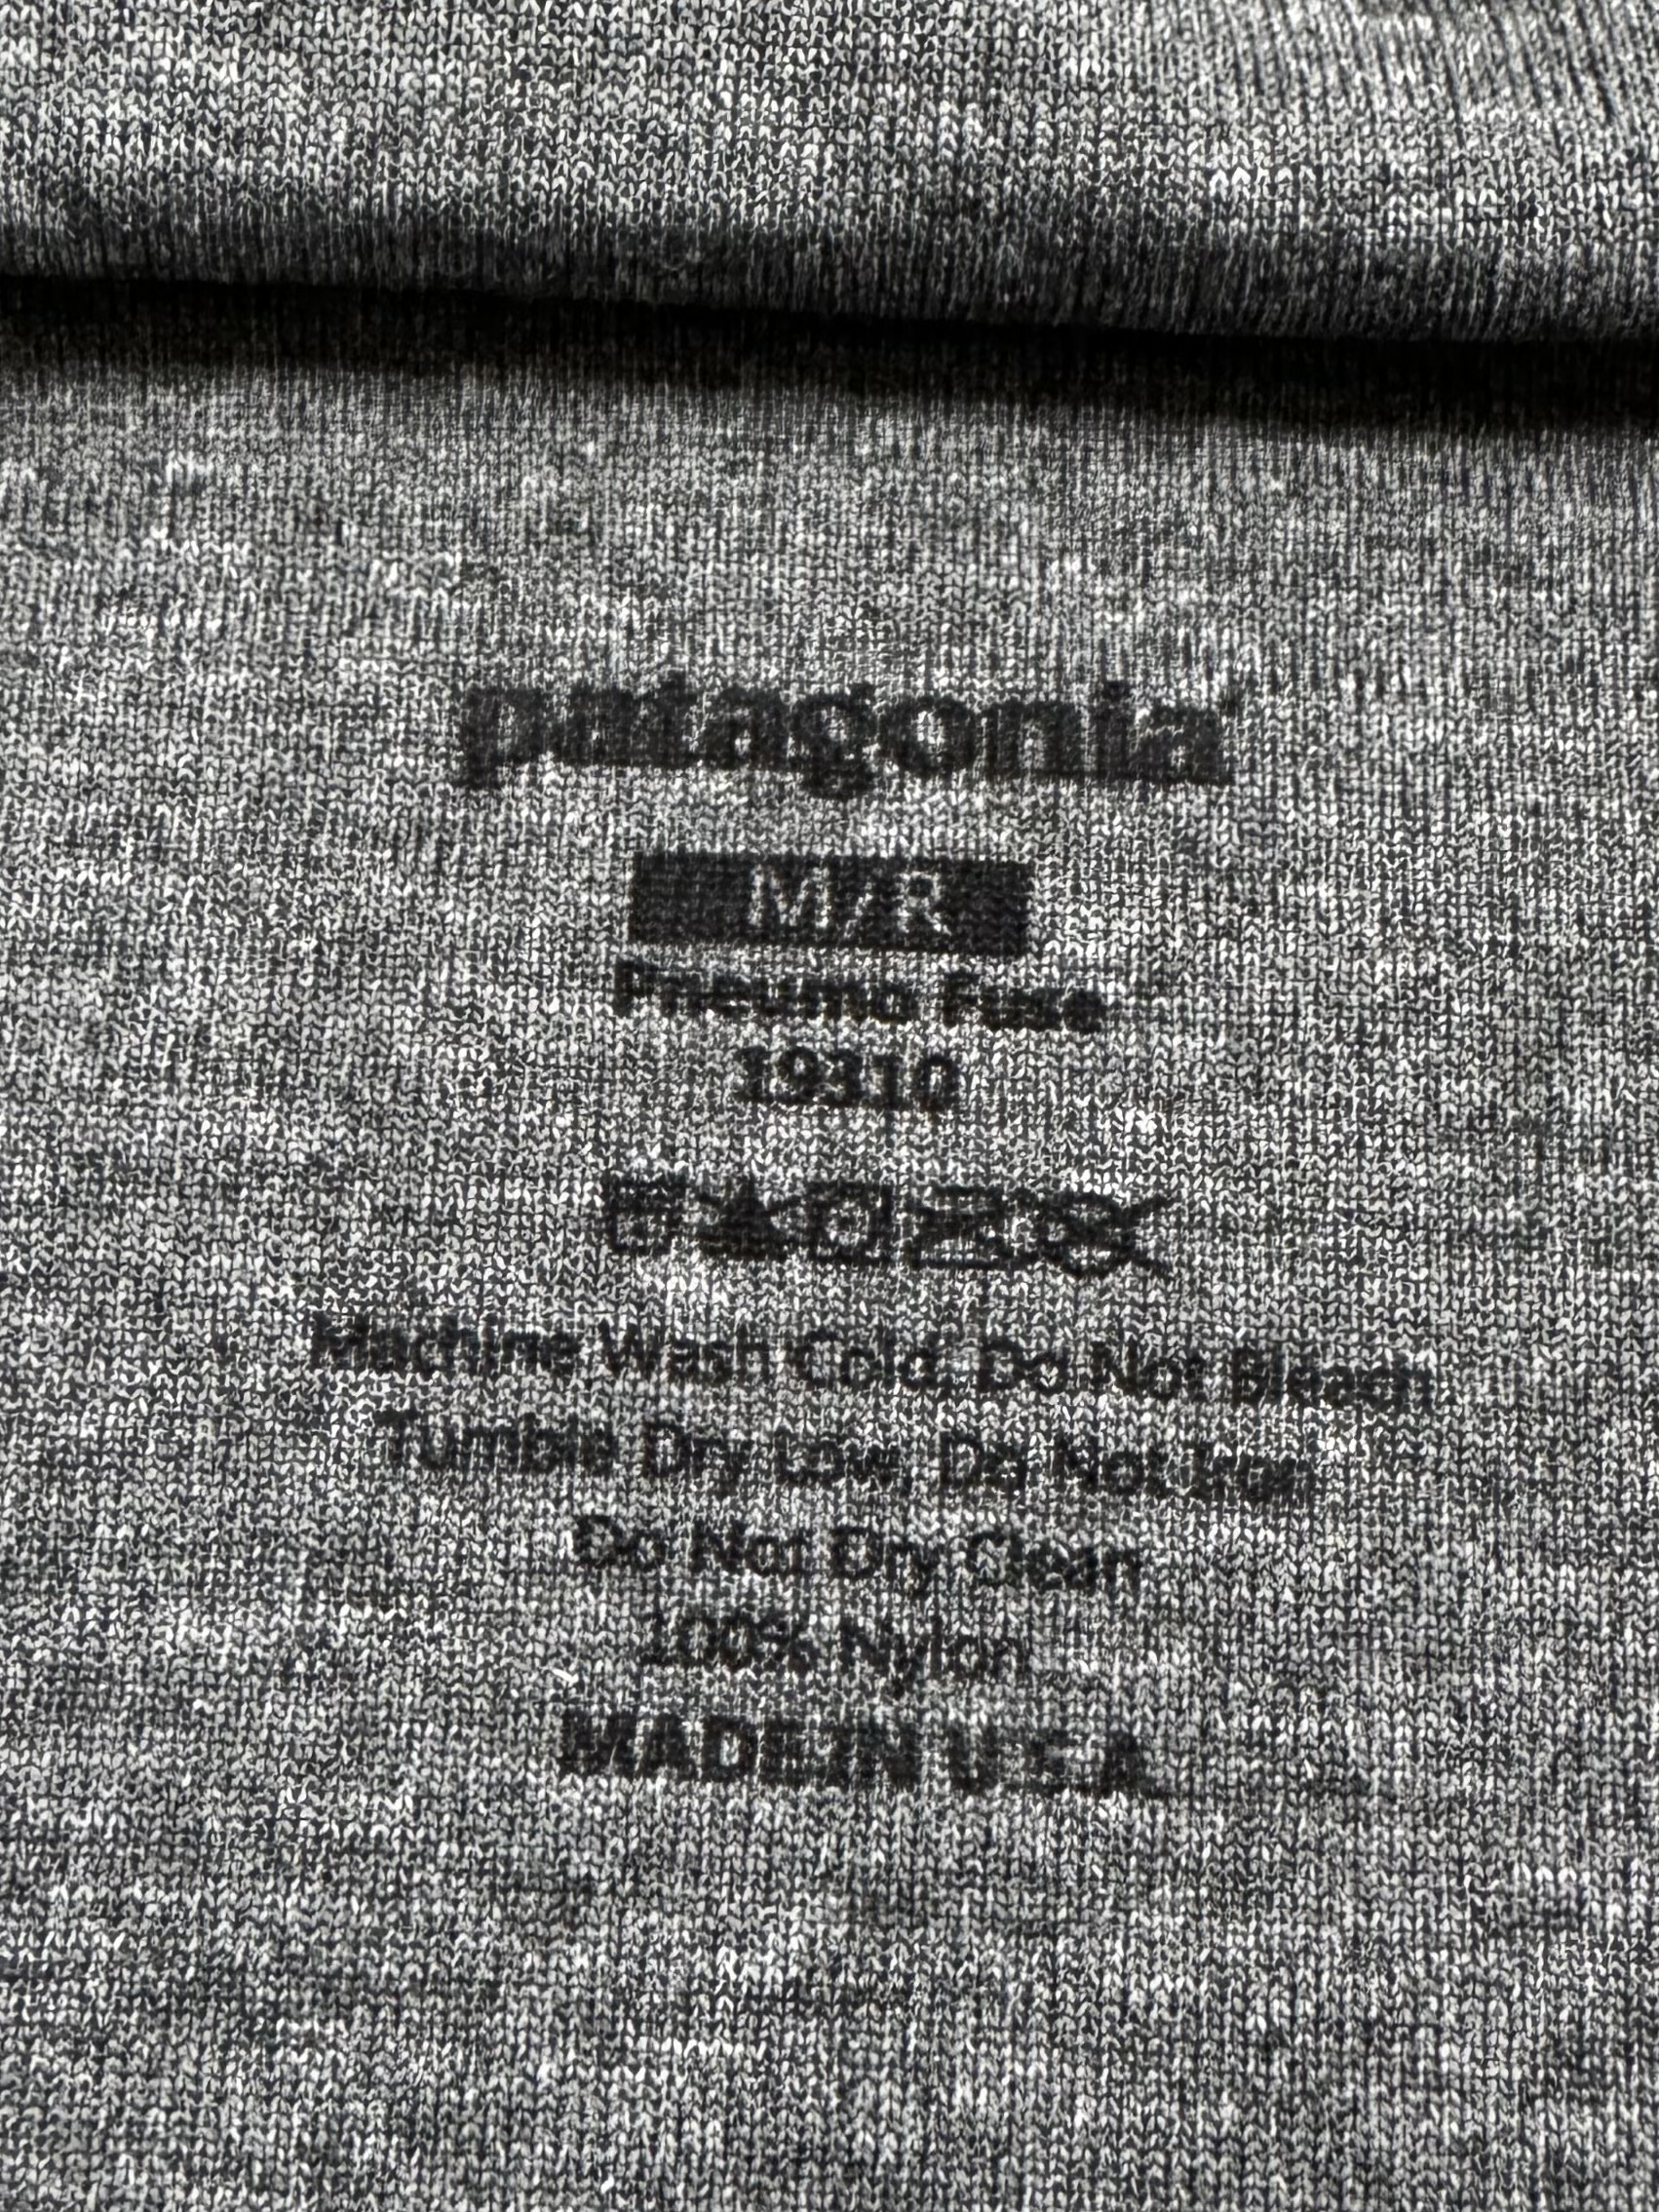 patagonia
M/R
Pneumo Fuse
19310
Machine Wash Cold, Do Not Bleach
Tumble Dry Low, Do Not Iron
Do Not Dry Clean
100% Nylon
MADE IN U.S.A.